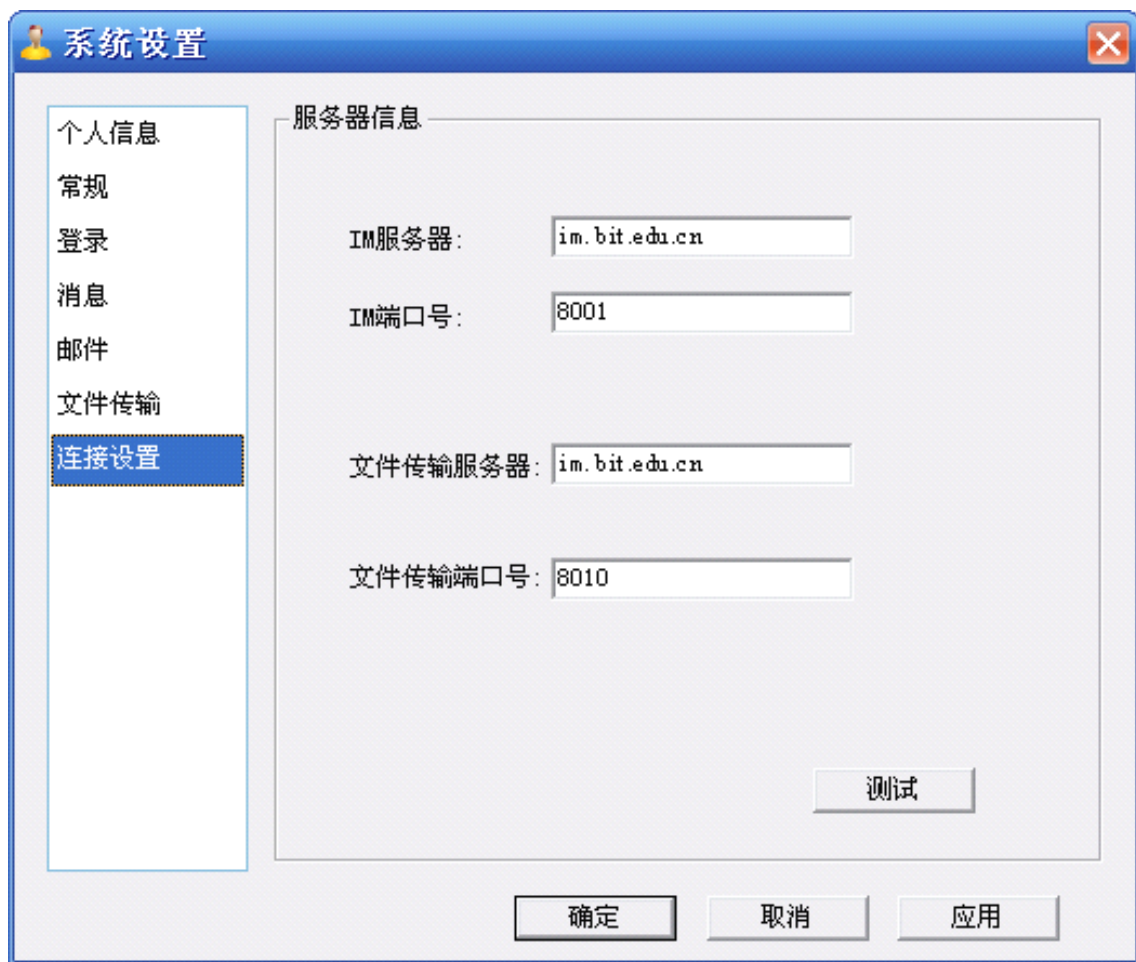 系统设置
个人信息
常规
登录
消息
邮件
文件传输
连接设置
服务器信息
IM服务器: im.bit.edu.cn
IM端口号: 8001
文件传输服务器: im.bit.edu.cn
文件传输端口号: 8010
测试
确定 取消 应用